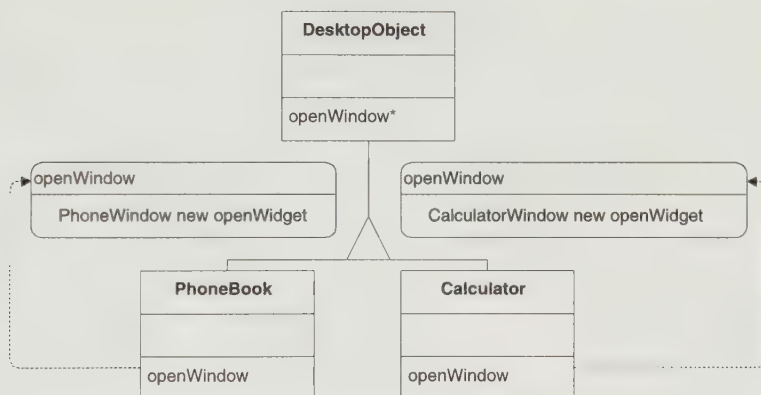 DesktopObject
openWindow*
openWindow
PhoneWindow new openWidget
openWindow
CalculatorWindow new openWidget
PhoneBook
openWindow
Calculator
openWindow